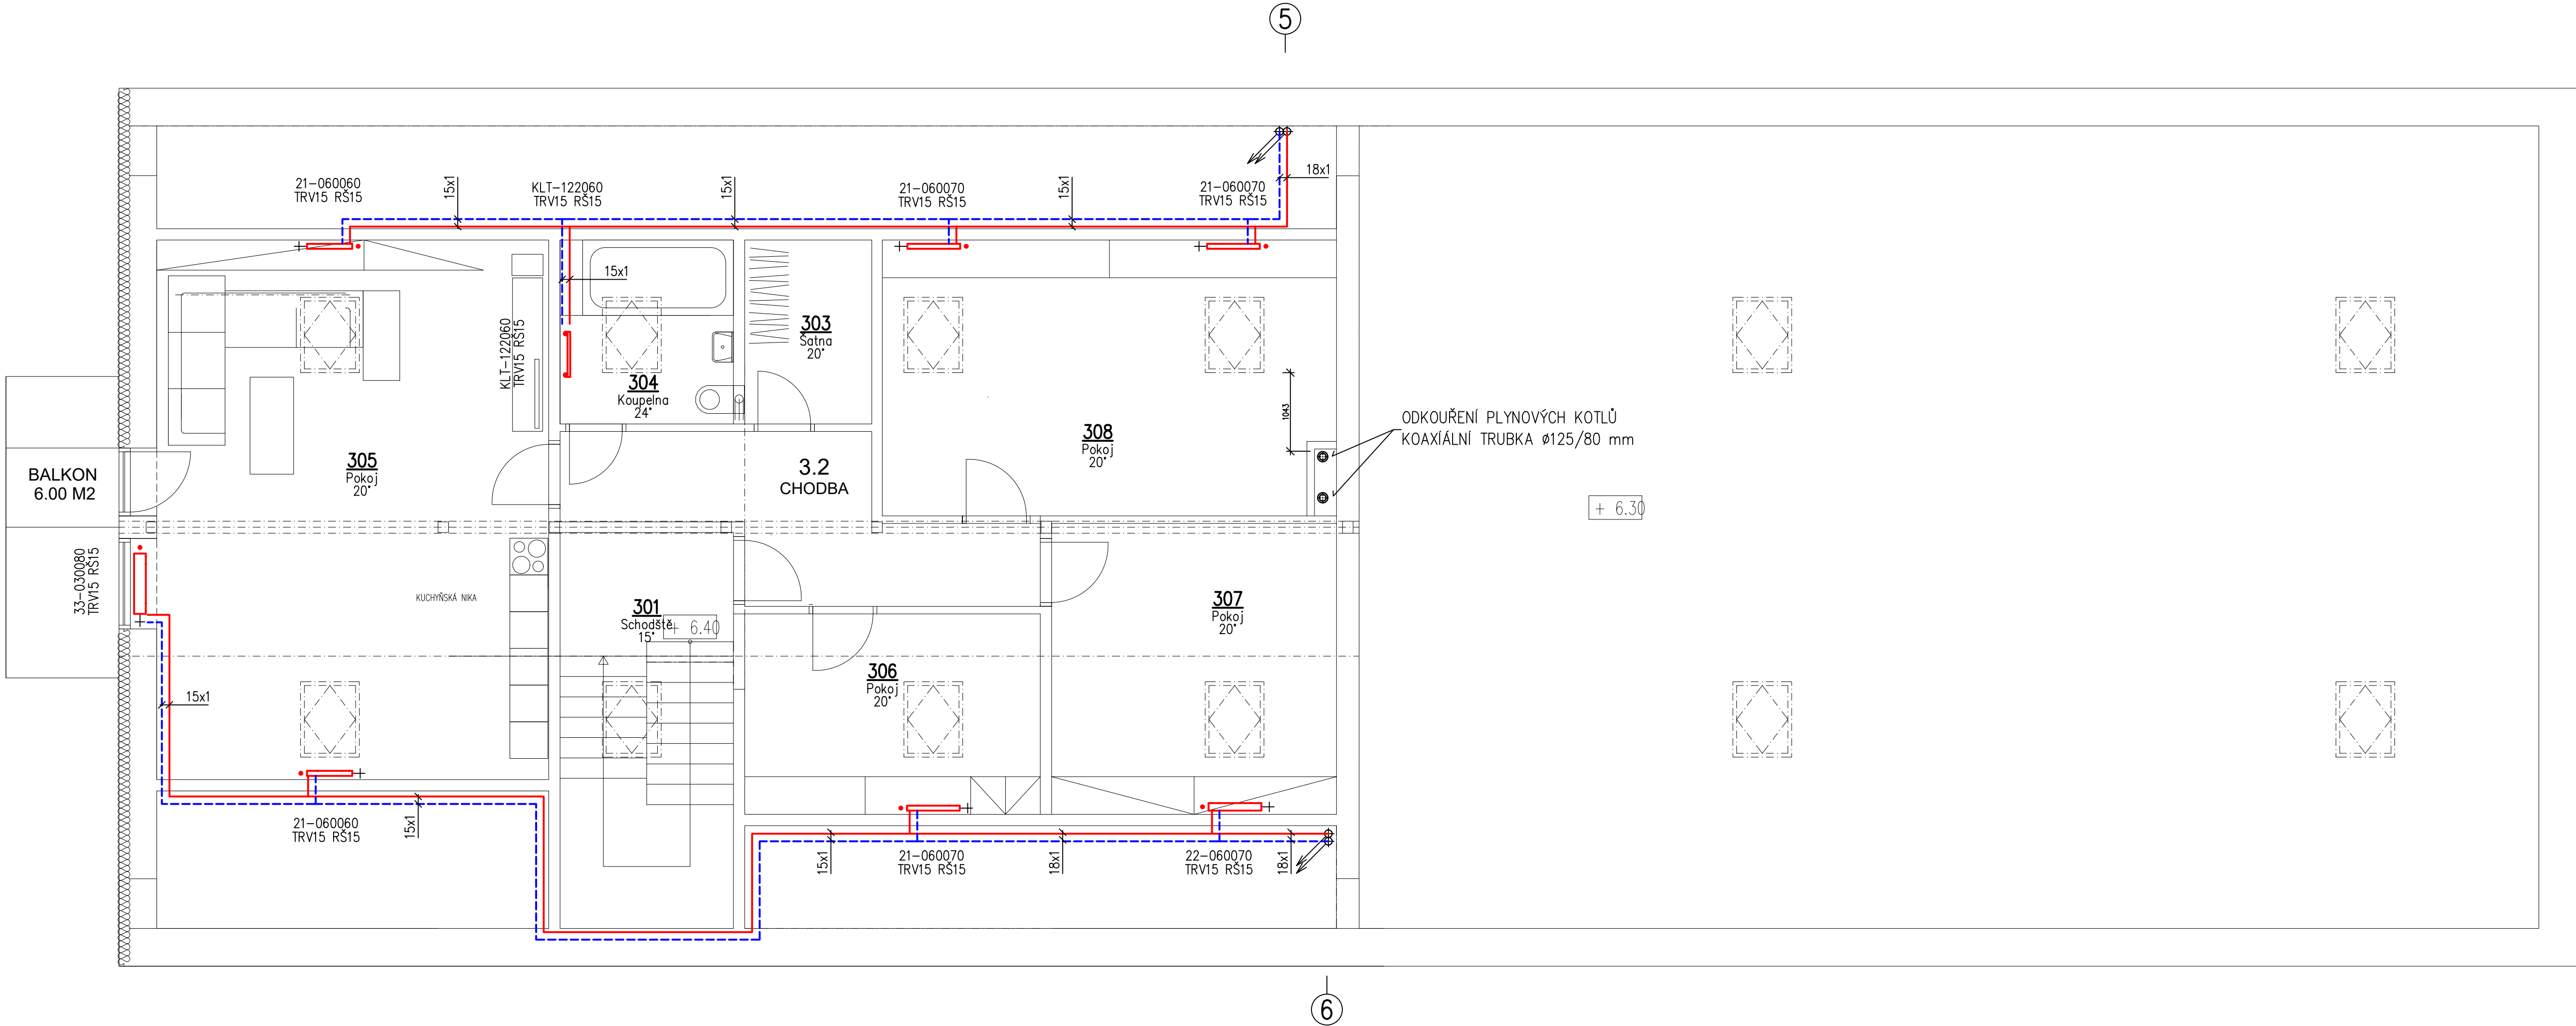 5
18x1
21-060060
TRV15 RŠ15
15x1
KLT-122060
TRV15 RŠ15
15x1
21-060070
TRV15 RŠ15
15x1
21-060070
TRV15 RŠ15
15x1
KLT-122060
TRV15 RŠ15
303
Šatna
20°
304
Koupelna
24°
1043
ODKOUŘENÍ PLYNOVÝCH KOTLŮ
KOAXÍÁLNÍ TRUBKA ø125/80 mm
308
Pokoj
20°
305
Pokoj
20°
3.2
CHODBA
BALKON
6.00 M2
+ 6.30
33-030080
TRV15 RŠ15
KUCHYŇSKÁ NIKA
301
Schodště
15°
+ 6.40
307
Pokoj
20°
306
Pokoj
20°
15x1
21-060060
TRV15 RŠ15
15x1
15x1
21-060070
TRV15 RŠ15
18x1
22-060070
TRV15 RŠ15
18x1
6